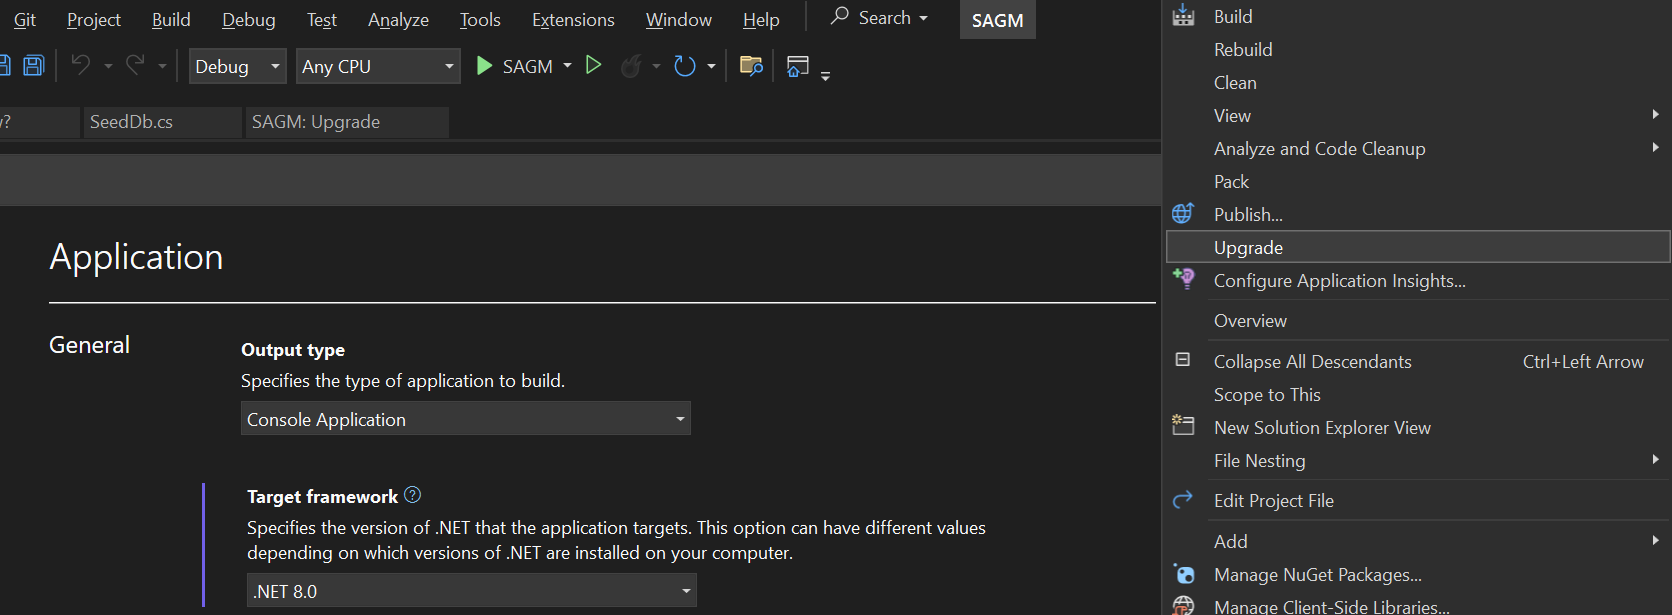 Git Project Build Debug Test Analyze Tools Extensions Window Help Search SAGM
Debug Any CPU SAGM
? SeedDb.cs SAGM: Upgrade
Application
General
Output type
Specifies the type of application to build.
Console Application
Target framework
Specifies the version of .NET that the application targets. This option can have different values
depending on which versions of .NET are installed on your computer.
.NET 8.0
Build
Rebuild
Clean
View
Analyze and Code Cleanup
Pack
Publish...
Upgrade
Configure Application Insights...
Overview
Collapse All Descendants Ctrl+Left Arrow
Scope to This
New Solution Explorer View
File Nesting
Edit Project File
Add
Manage NuGet Packages...
Manage Client-Side Libraries...